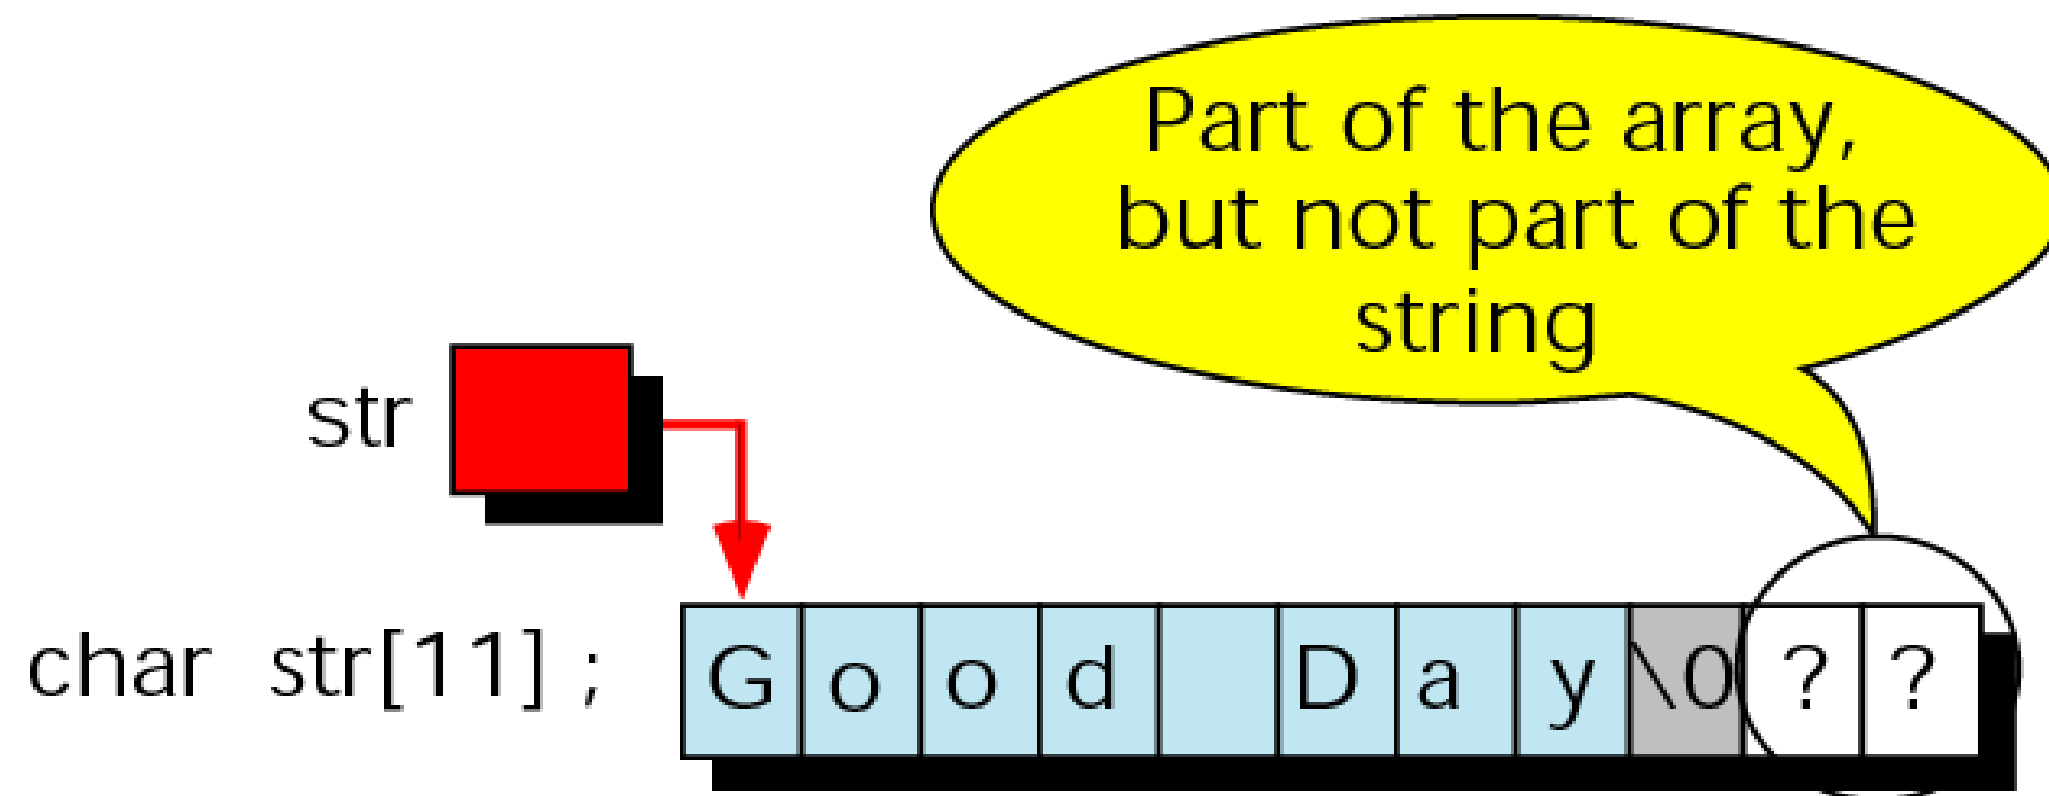 Part of the array,
but not part of the
string
str
char str[11] ;
G o o d D a y \0 ? ?